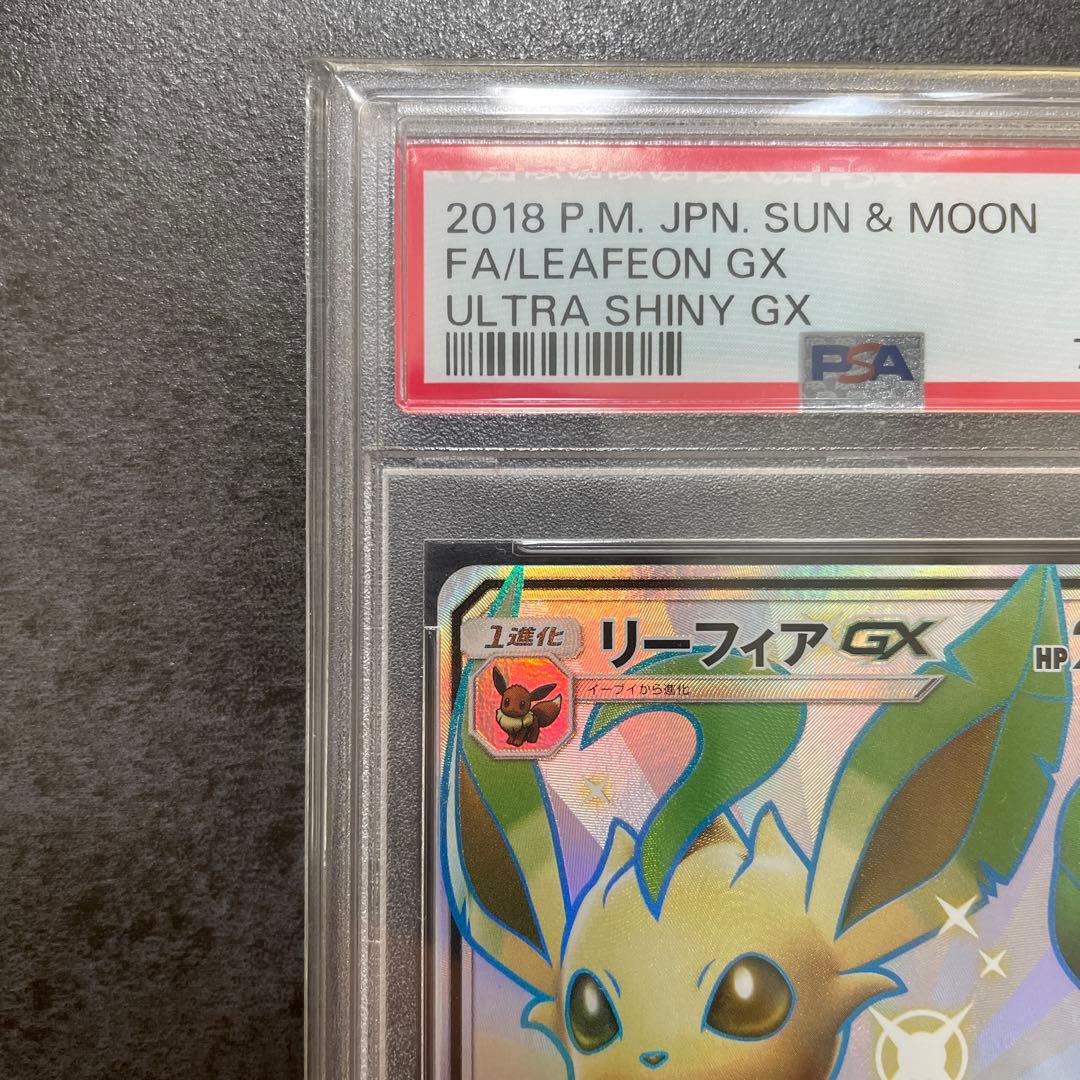 2018 P.M. JPN. SUN & MOON
FA/LEAFEON GX
ULTRA SHINY GX
PSA
1進化
リーフィア GX
HP
イーブイから進化